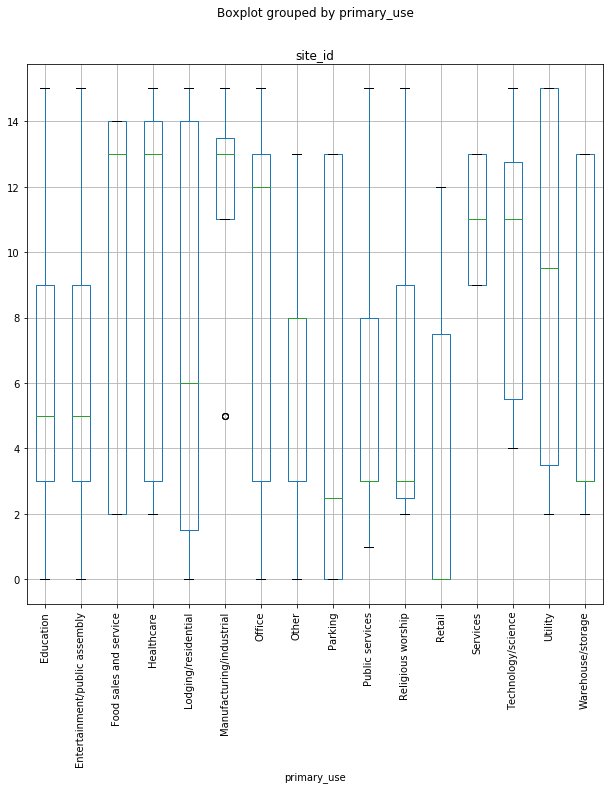 Boxplot grouped by primary_use
site_id
14
12
10
8
6
4
2
0
Education
Entertainment/public assembly
Food sales and service
Healthcare
Lodging/residential
Manufacturing/industrial
Office
Other
Parking
Public services
Religious worship
Retail
Services
Technology/science
Utility
Warehouse/storage
primary_use